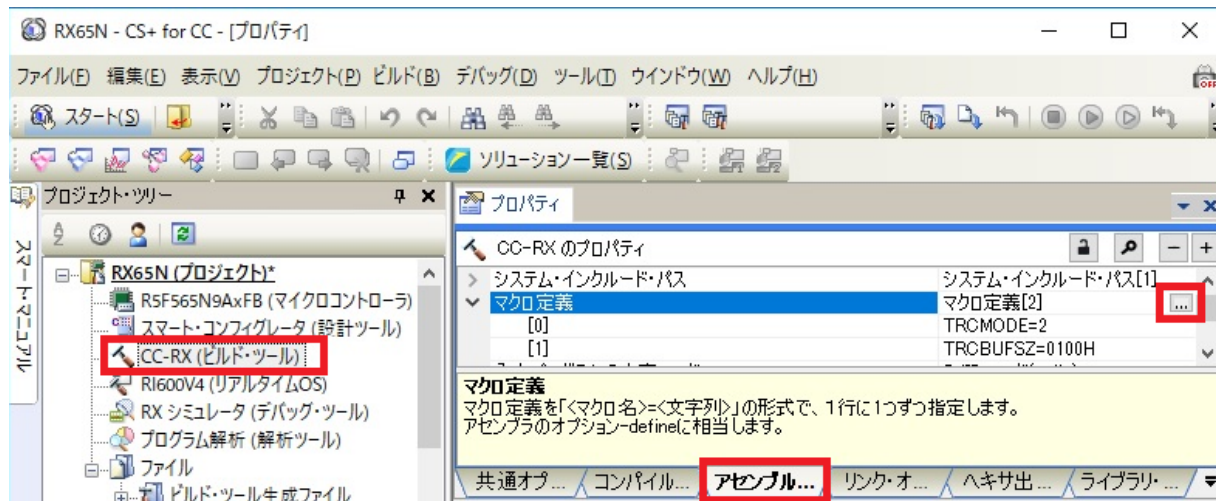 RX65N - CS+ for CC - [プロパティ]
ファイル(F) 編集(E) 表示(V) プロジェクト(P) ビルド(B) デバッグ(D) ツール(T) ウインドウ(W) ヘルプ(H)
スタート(S)
ソリューション一覧(S)
スマート・マニュアル
プロジェクト・ツリー
RX65N (プロジェクト)*
R5F565N9AxFB (マイクロコントローラ)
スマート・コンフィグレータ (設計ツール)
CC-RX (ビルド・ツール)
RI600V4 (リアルタイムOS)
RX シミュレータ (デバッグ・ツール)
プログラム解析 (解析ツール)
ファイル
ビルド・ツール生成ファイル
プロパティ
CC-RX のプロパティ
システム・インクルード・パス システム・インクルード・パス[1]
マクロ定義 マクロ定義[2] ...
[0] TRCMODE=2
[1] TRCBUFSZ=0100H
マクロ定義
マクロ定義を「<マクロ名>=<文字列>」の形式で、1行に1つずつ指定します。
アセンブラのオプション-defineに相当します。
共通オプ... コンパイル... アセンブル... リンク・オ... ヘキサ出... ライブラリ・...